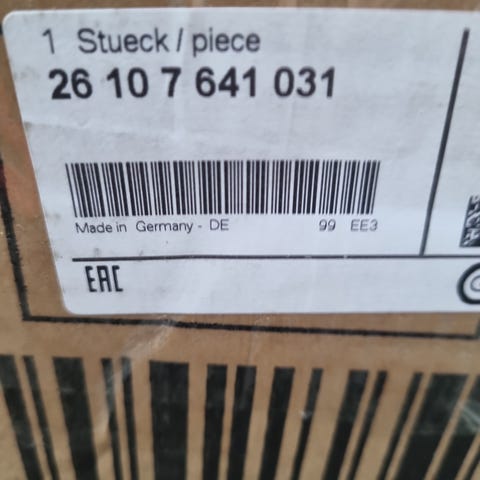 1 Stueck / piece
26 10 7 641 031
Made in Germany - DE 99 EE3
EAC